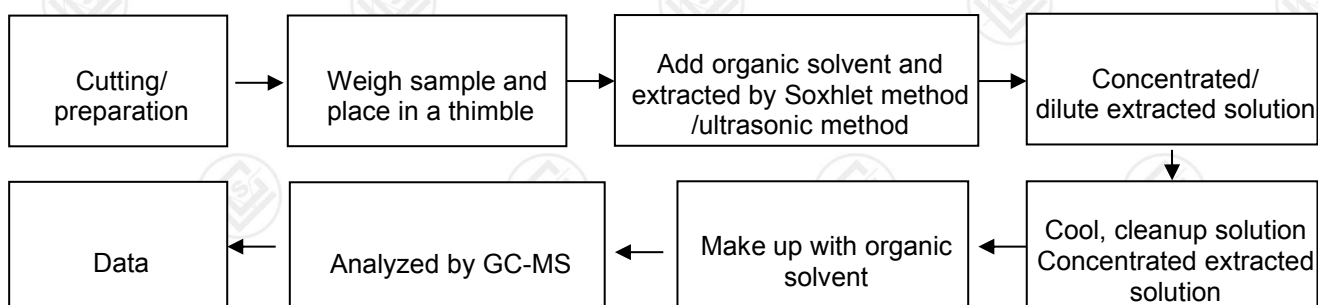 Cutting/
preparation
Weigh sample and
place in a thimble
Add organic solvent and
extracted by Soxhlet method
/ultrasonic method
Concentrated/
dilute extracted solution
Cool, cleanup solution
Concentrated extracted
solution
Make up with organic
solvent
Analyzed by GC-MS
Data